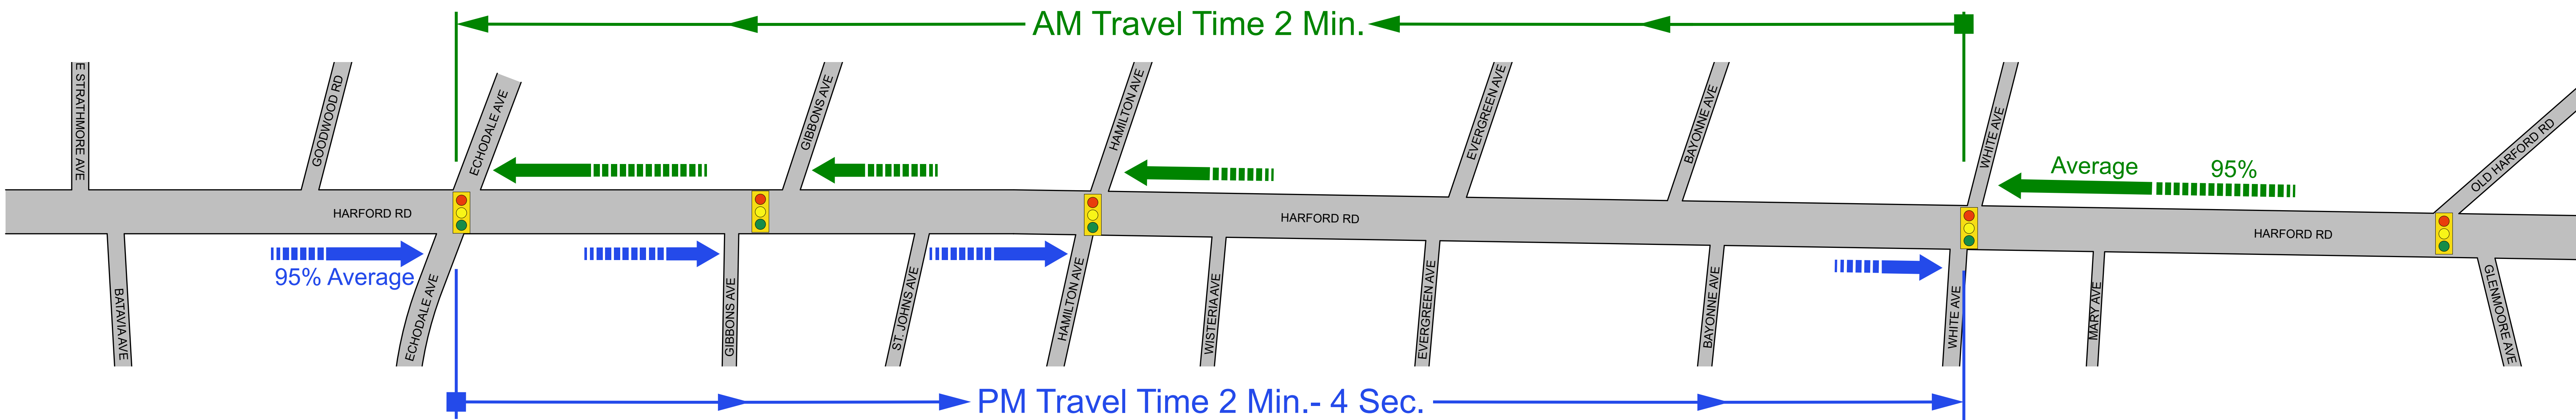 AM Travel Time 2 Min.
E STRATHMORE AVE
GOODWOOD RD
ECHODALE AVE
GIBBONS AVE
HAMILTON AVE
EVERGREEN AVE
BAYONNE AVE
WHITE AVE
OLD HARFORD RD
Average 95%
HARFORD RD
HARFORD RD
HARFORD RD
95% Average
BATAVIA AVE
ECHODALE AVE
GIBBONS AVE
ST. JOHNS AVE
HAMILTON AVE
WISTERIA AVE
EVERGREEN AVE
BAYONNE AVE
WHITE AVE
MARY AVE
GLENMOORE AVE
PM Travel Time 2 Min.- 4 Sec.